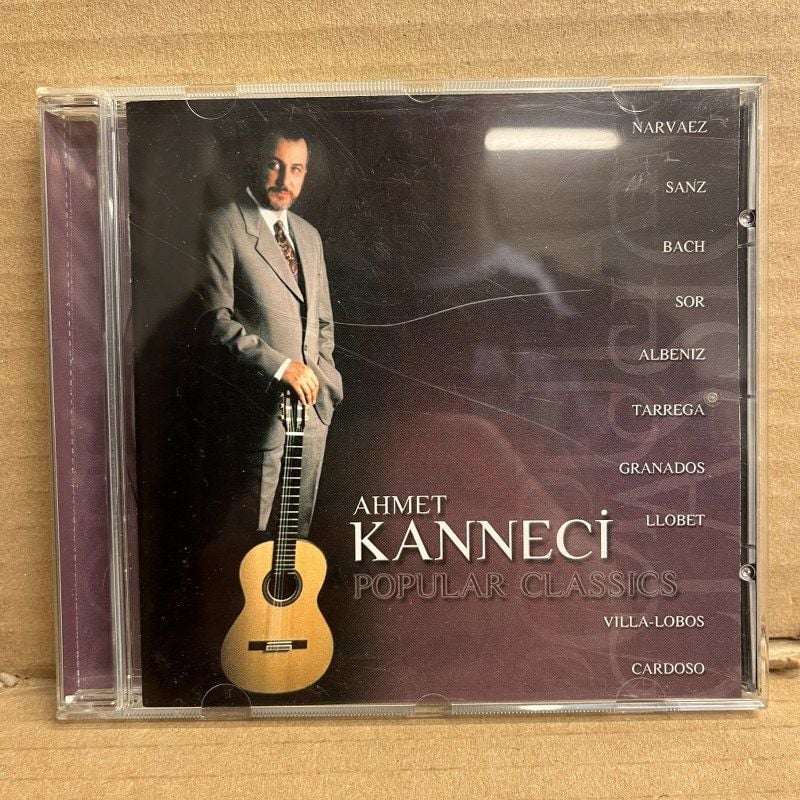 NARVAEZ
SANZ
BACH
SOR
ALBENIZ
TARREGA
GRANADOS
LLOBET
AHMET
KANNECİ
POPULAR CLASSICS
VILLA-LOBOS
CARDOSO